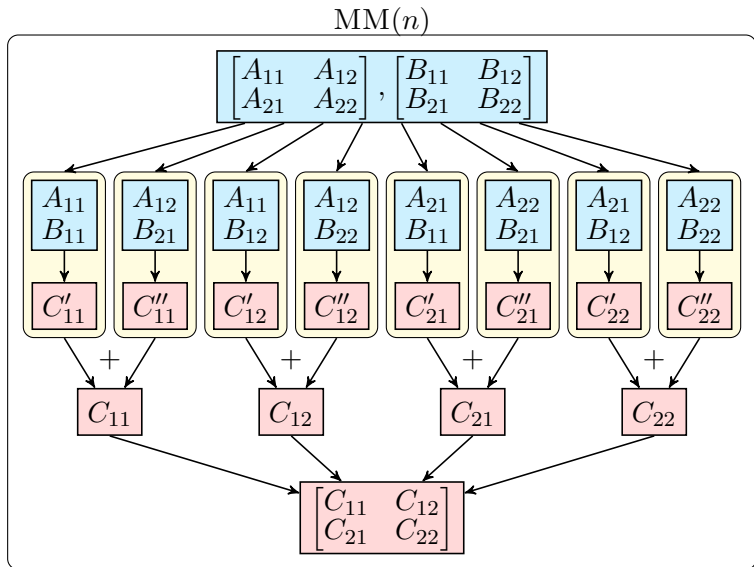 MM(n)
[A11 A12] , [B11 B12]
[A21 A22] [B21 B22]
A11 A12 A11 A12 A21 A22 A21 A22
B11 B21 B12 B22 B11 B21 B12 B22
C′11 C′′11 C′12 C′′12 C′21 C′′21 C′22 C′′22
+ + + +
C11 C12 C21 C22
[C11 C12]
[C21 C22]